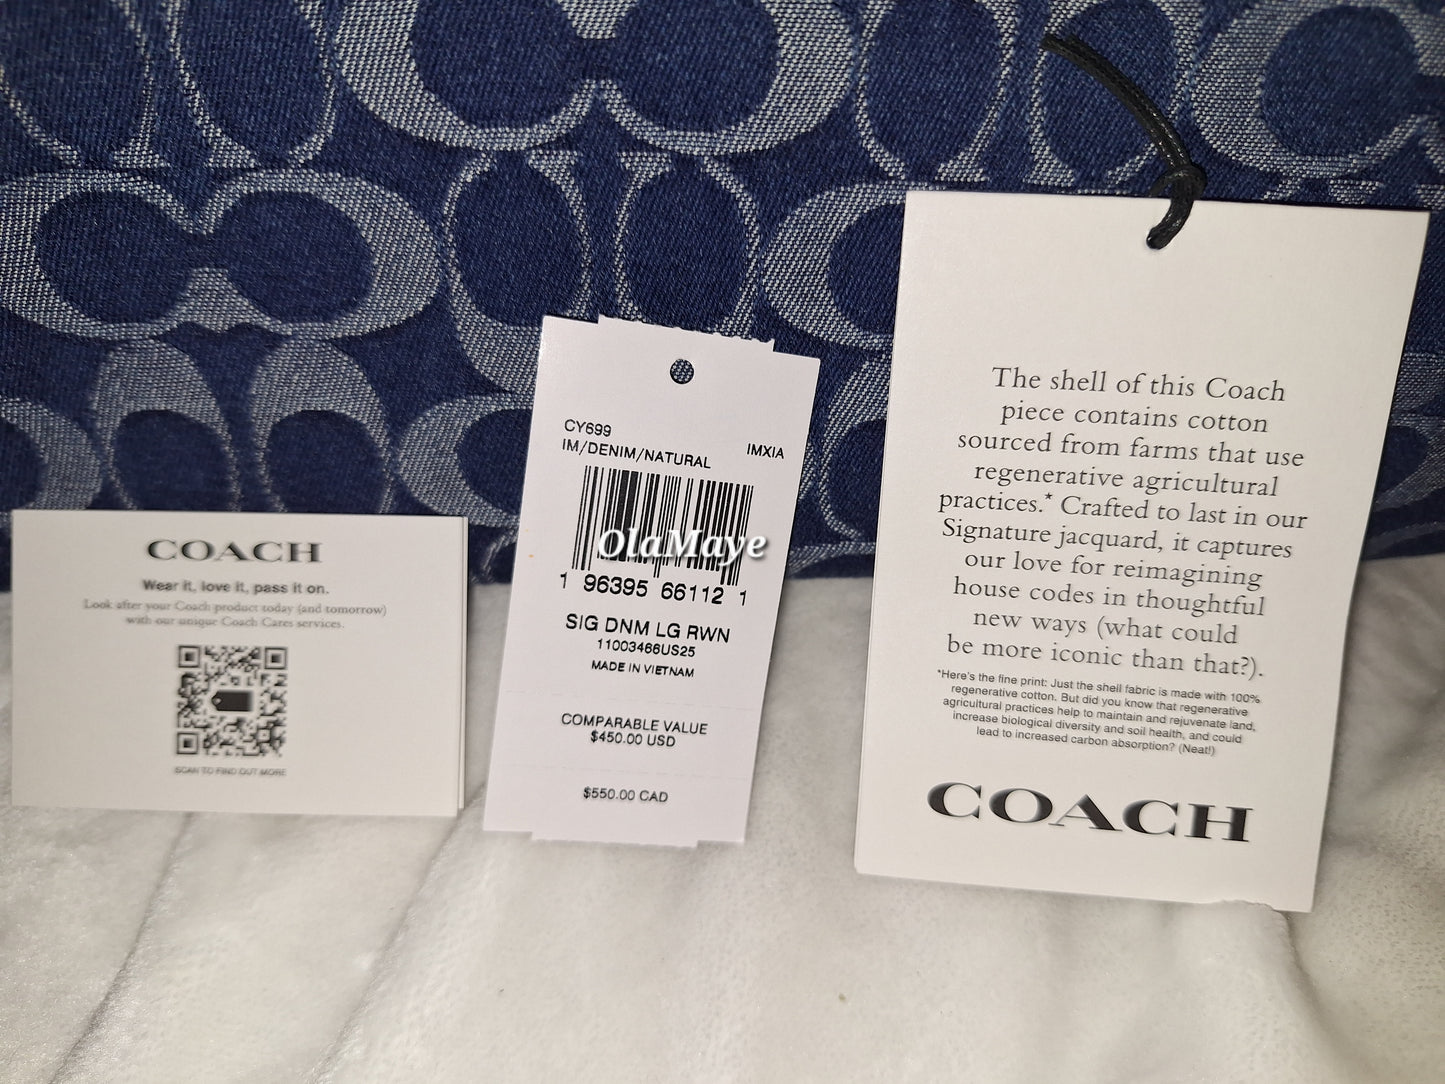 COACH
Wear it, love it, pass it on.
Look after your Coach product today (and tomorrow)
with our unique Coach Cares services.
SCAN TO FIND OUT MORE
CY699
IM/DENIM/NATURAL IMXIA
OlaMaye
1 96395 66112 1
SIG DNM LG RWN
11003466US25
MADE IN VIETNAM
COMPARABLE VALUE
$450.00 USD
$550.00 CAD
The shell of this Coach
piece contains cotton
sourced from farms that use
regenerative agricultural
practices.* Crafted to last in our
Signature jacquard, it captures
our love for reimagining
house codes in thoughtful
new ways (what could
be more iconic than that?).
*Here's the fine print: Just the shell fabric is made with 100%
regenerative cotton. But did you know that regenerative
agricultural practices help to maintain and rejuvenate land,
increase biological diversity and soil health, and could
lead to increased carbon absorption? (Neat!)
COACH